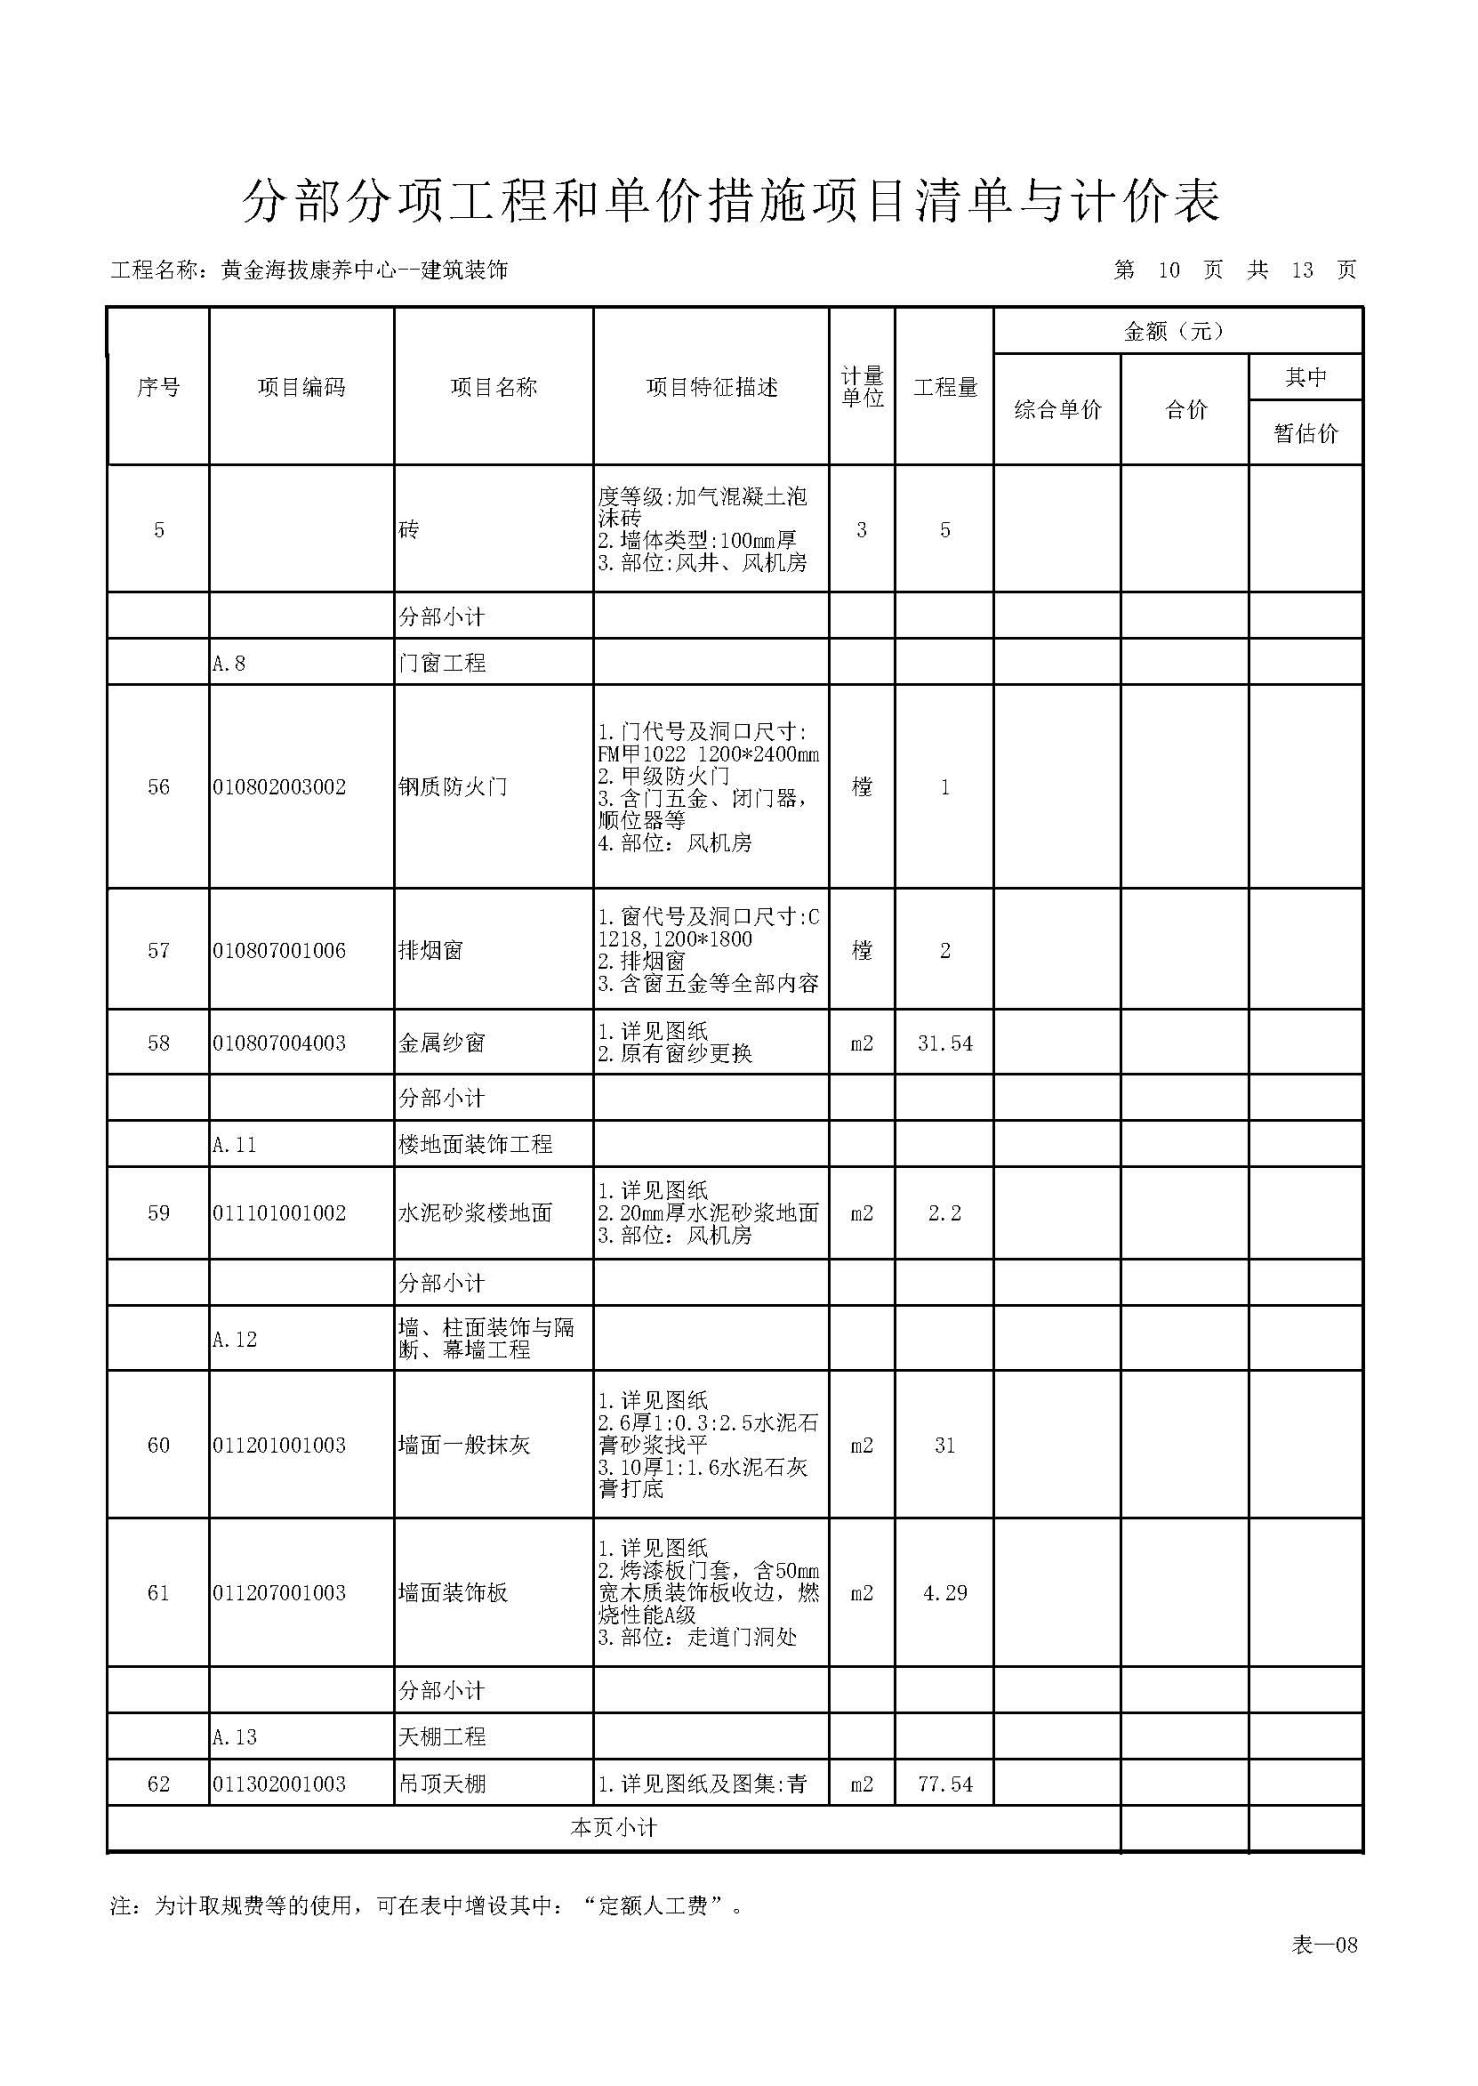 分部分项工程和单价措施项目清单与计价表
工程名称：黄金海拔康养中心--建筑装饰
第 10 页 共 13 页
序号 项目编码 项目名称 项目特征描述 计量单位 工程量 金额（元）
综合单价 合价 其中
暂估价
度等级:加气混凝土泡
沫砖
5 砖 3 5
2.墙体类型:100mm厚
3.部位:风井、风机房
分部小计
A.8 门窗工程
1.门代号及洞口尺寸:
FM甲1022 1200*2400mm
2.甲级防火门
56 010802003002 钢质防火门 樘 1
3.含门五金、闭门器，
顺位器等
4.部位：风机房
1.窗代号及洞口尺寸:C
1218,1200*1800
57 010807001006 排烟窗 樘 2
2.排烟窗
3.含窗五金等全部内容
1.详见图纸
58 010807004003 金属纱窗 m2 31.54
2.原有窗纱更换
分部小计
A.11 楼地面装饰工程
1.详见图纸
59 011101001002 水泥砂浆楼地面 2.20mm厚水泥砂浆地面 m2 2.2
3.部位：风机房
分部小计
A.12
墙、柱面装饰与隔
断、幕墙工程
1.详见图纸
2.6厚1:0.3:2.5水泥石
60 011201001003 墙面一般抹灰 膏砂浆找平 m2 31
3.10厚1:1.6水泥石灰
膏打底
1.详见图纸
2.烤漆板门套，含50mm
61 011207001003 墙面装饰板 宽木质装饰板收边，燃 m2 4.29
烧性能A级
3.部位：走道门洞处
分部小计
A.13 天棚工程
62 011302001003 吊顶天棚 1.详见图纸及图集:青 m2 77.54
本页小计
注：为计取规费等的使用，可在表中增设其中：“定额人工费”。
表—08